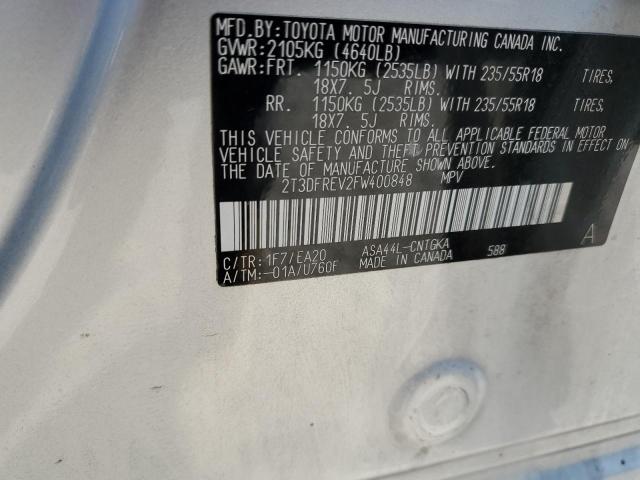 MFD.BY:TOYOTA MOTOR MANUFACTURING CANADA INC.
GVWR:2105KG (4640LB)
GAWR:FRT. 1150KG (2535LB) WITH 235/55R18 TIRES,
18X7.5J RIMS.
RR. 1150KG (2535LB) WITH 235/55R18 TIRES,
18X7.5J RIMS.
THIS VEHICLE CONFORMS TO ALL APPLICABLE FEDERAL MOTOR
VEHICLE SAFETY AND THEFT PREVENTION STANDARDS IN EFFECT ON
THE DATE OF MANUFACTURE SHOWN ABOVE.
2T3DFREV2FW400848 MPV
A
C/TR:1F7/EA20 ASA44L-CNTGKA
A/TM:-01A/U760F MADE IN CANADA 588